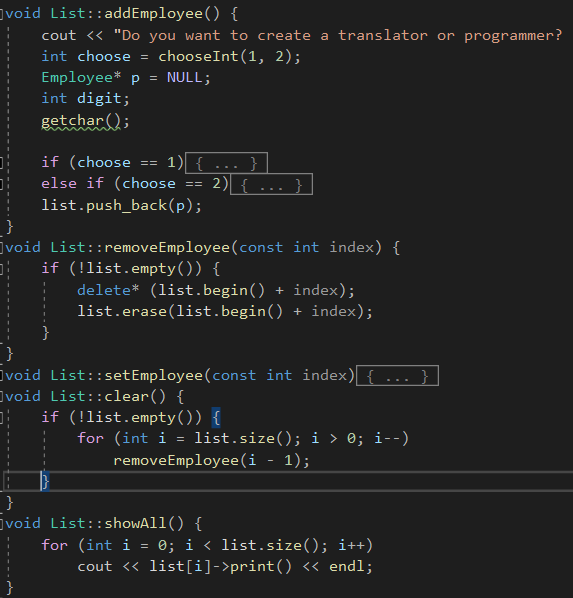 void List::addEmployee() {
cout << "Do you want to create a translator or programmer?
int choose = chooseInt(1, 2);
Employee* p = NULL;
int digit;
getchar();
if (choose == 1){ ... }
else if (choose == 2){ ... }
list.push_back(p);
}
void List::removeEmployee(const int index) {
if (!list.empty()) {
delete* (list.begin() + index);
list.erase(list.begin() + index);
}
}
void List::setEmployee(const int index){ ... }
void List::clear() {
if (!list.empty()) {
for (int i = list.size(); i > 0; i--)
removeEmployee(i - 1);
}
}
void List::showAll() {
for (int i = 0; i < list.size(); i++)
cout << list[i]->print() << endl;
}